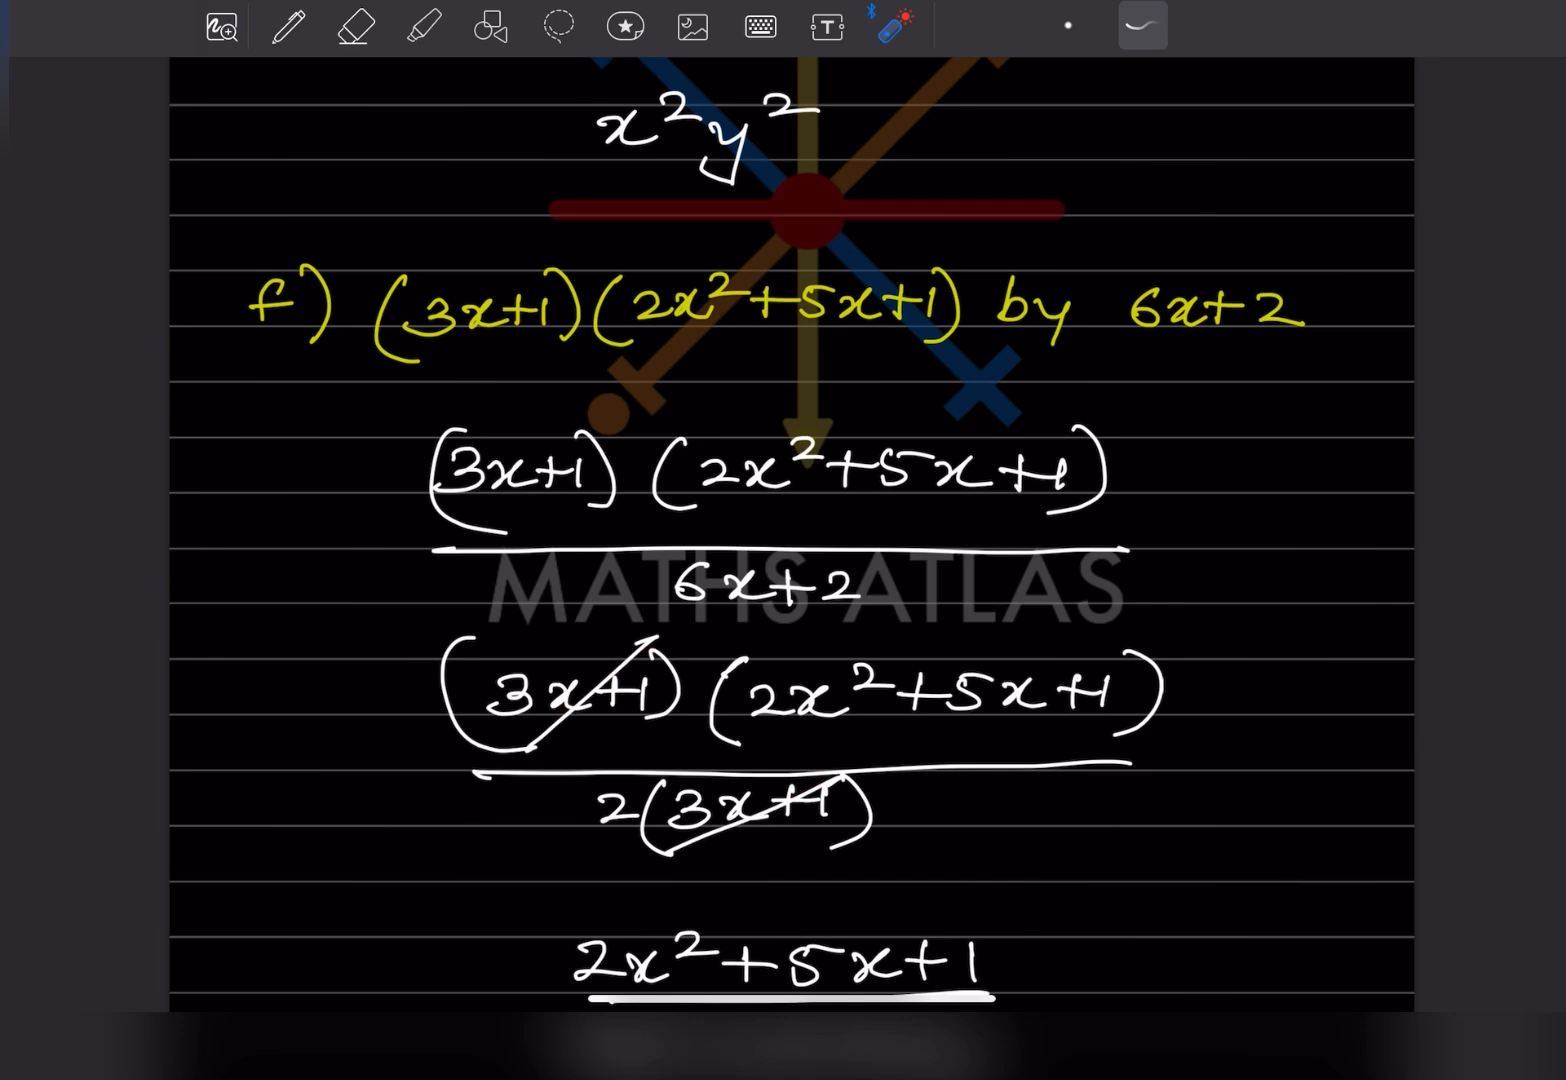 x²y²
f) (3x+1)(2x²+5x+1) by 6x+2
(3x+1) (2x²+5x+1)
6x+2
MATHS ATLAS
(3x+1) (2x²+5x+1)
2(3x+1)
2x²+5x+1